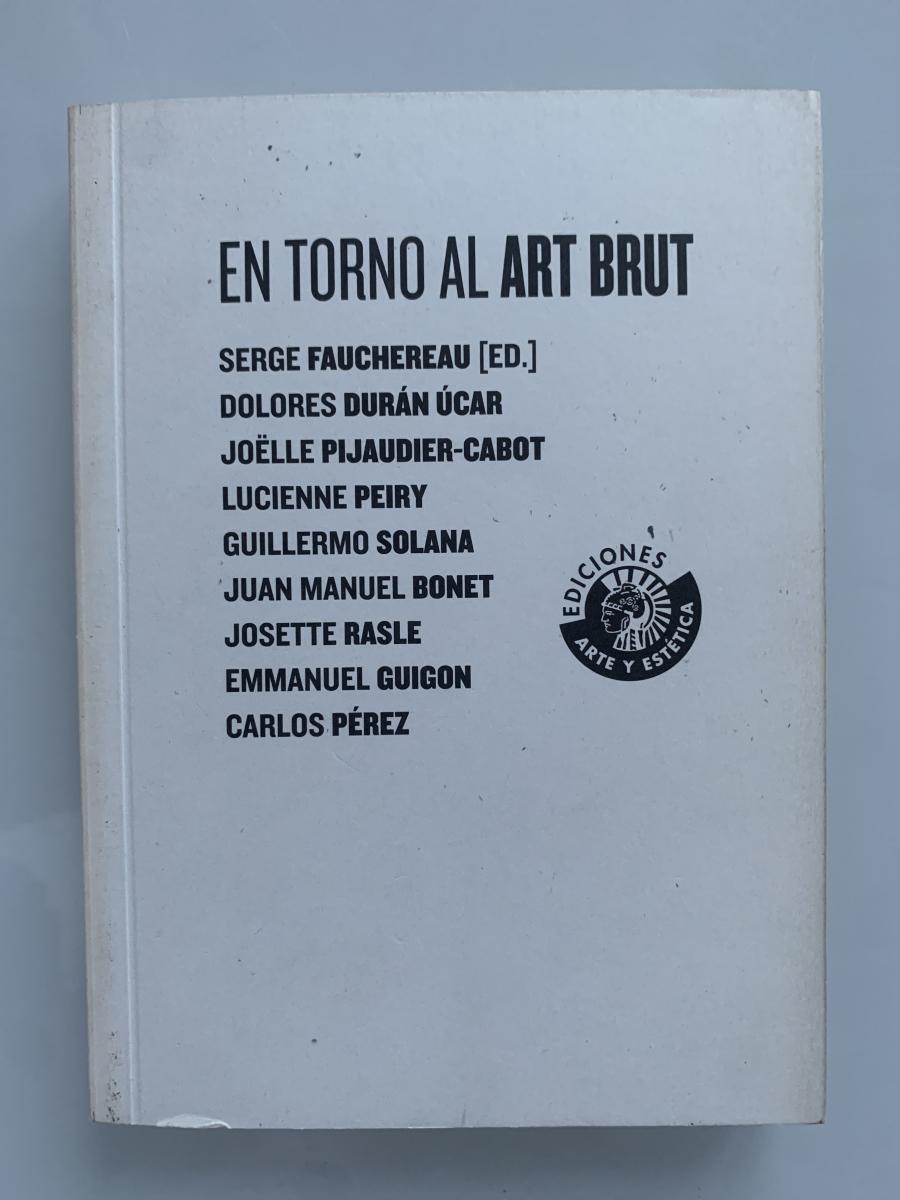 EN TORNO AL ART BRUT
SERGE FAUCHEREAU [ED.]
DOLORES DURÁN ÚCAR
JOËLLE PIJAUDIER-CABOT
LUCIENNE PEIRY
GUILLERMO SOLANA
JUAN MANUEL BONET
JOSETTE RASLE
EMMANUEL GUIGON
CARLOS PÉREZ
EDICIONES
ARTE Y ESTÉTICA